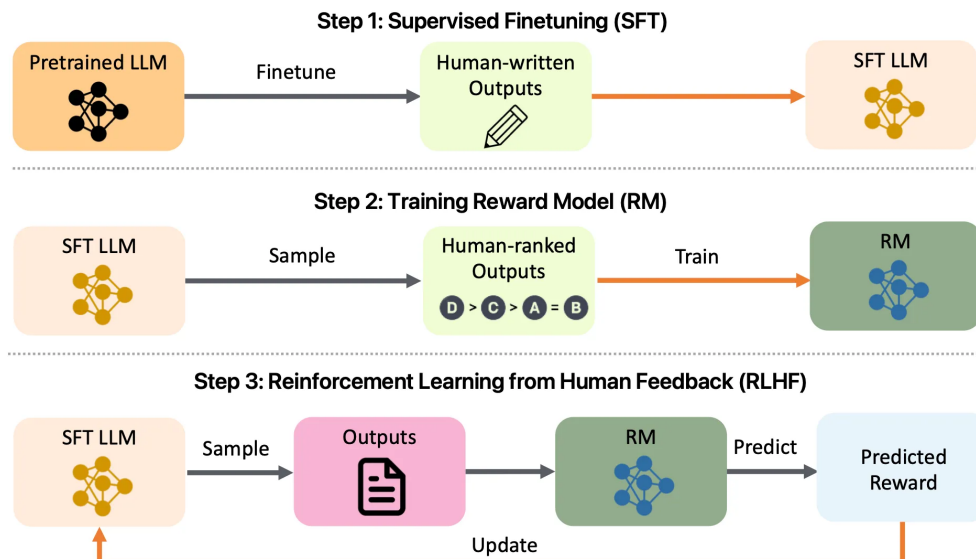 Step 1: Supervised Finetuning (SFT)
Pretrained LLM
Finetune
Human-written
Outputs
SFT LLM
Step 2: Training Reward Model (RM)
SFT LLM
Sample
Human-ranked
Outputs
D > C > A = B
Train
RM
Step 3: Reinforcement Learning from Human Feedback (RLHF)
SFT LLM
Sample
Outputs
RM
Predict
Predicted
Reward
Update